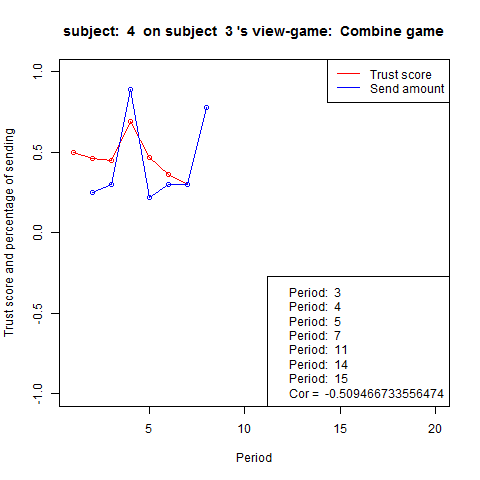 subject: 4 on subject 3 's view-game: Combine game
Trust score
Send amount
Trust score and percentage of sending
1.0
0.5
0.0
-0.5
-1.0
Period: 3
Period: 4
Period: 5
Period: 7
Period: 11
Period: 14
Period: 15
Cor = -0.509466733556474
5 10 15 20
Period